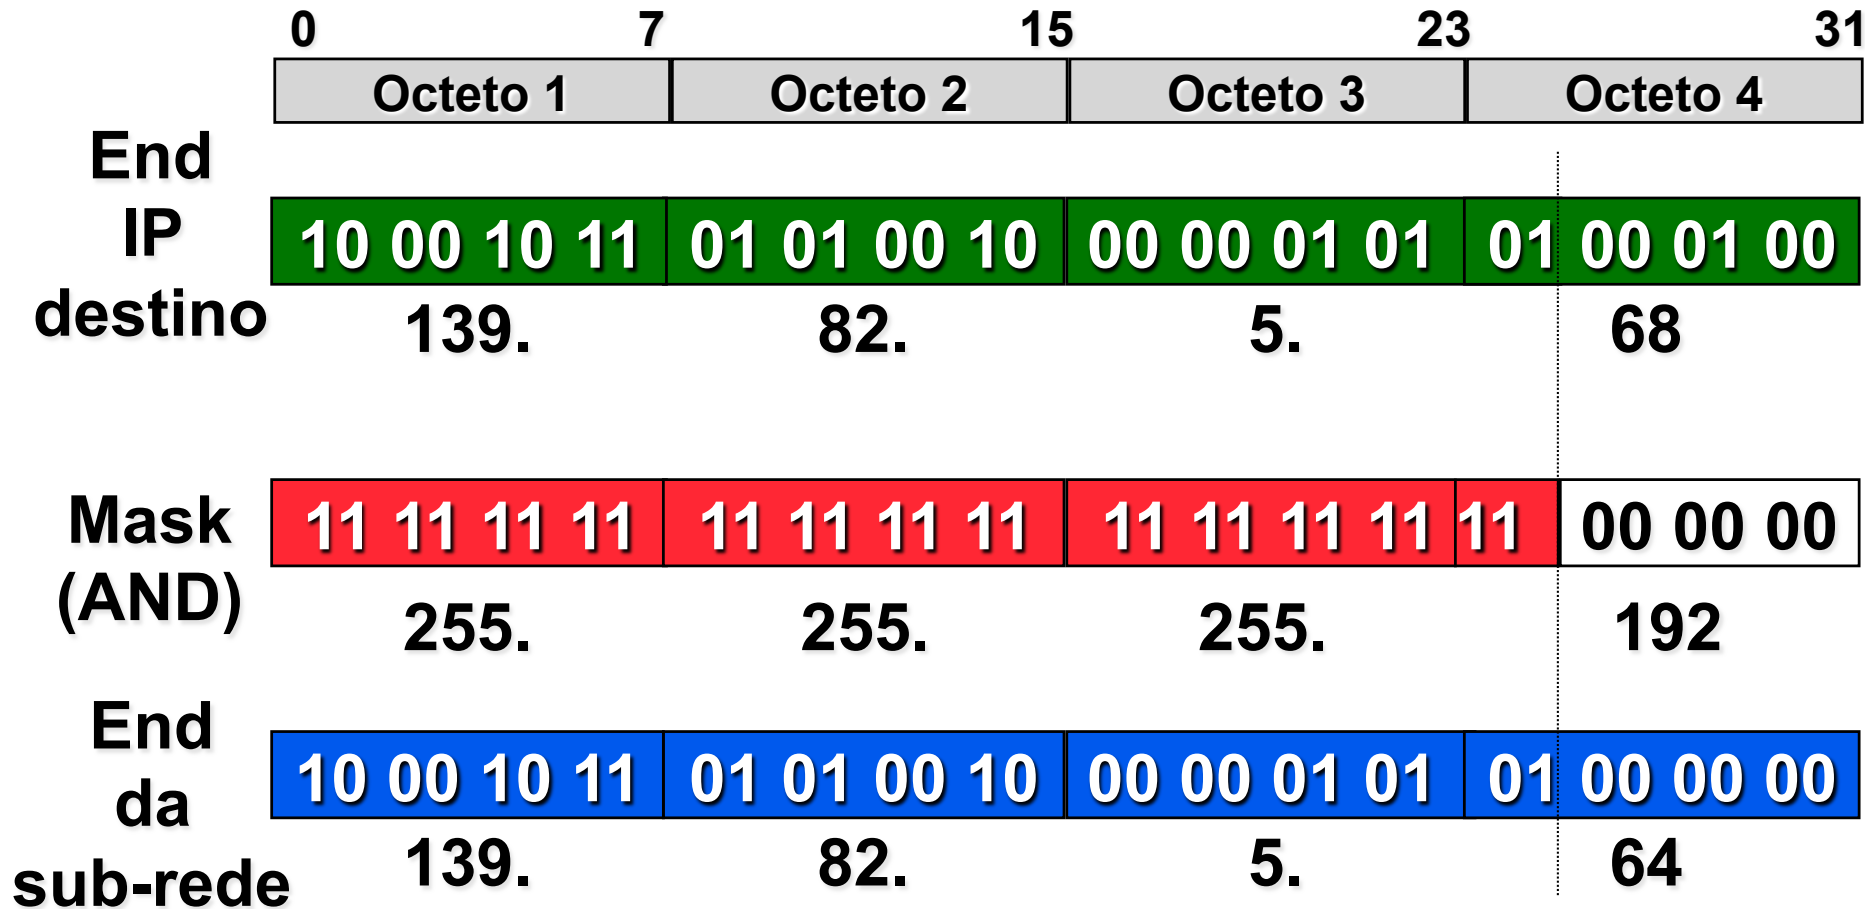 0 7 15 23 31
Octeto 1 Octeto 2 Octeto 3 Octeto 4
End
IP
destino
10 00 10 11 01 01 00 10 00 00 01 01 01 00 01 00
139. 82. 5. 68
Mask
(AND)
11 11 11 11 11 11 11 11 11 11 11 11 11 00 00 00
255. 255. 255. 192
End
da
sub-rede
10 00 10 11 01 01 00 10 00 00 01 01 01 00 00 00
139. 82. 5. 64